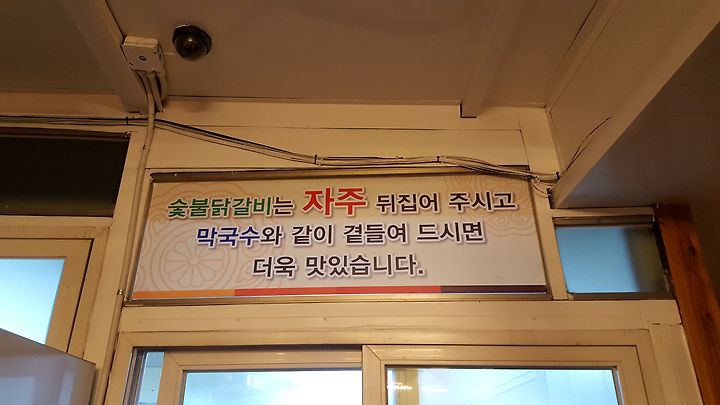 숯불닭갈비는 자주 뒤집어 주시고
막국수와 같이 곁들여 드시면
더욱 맛있습니다.